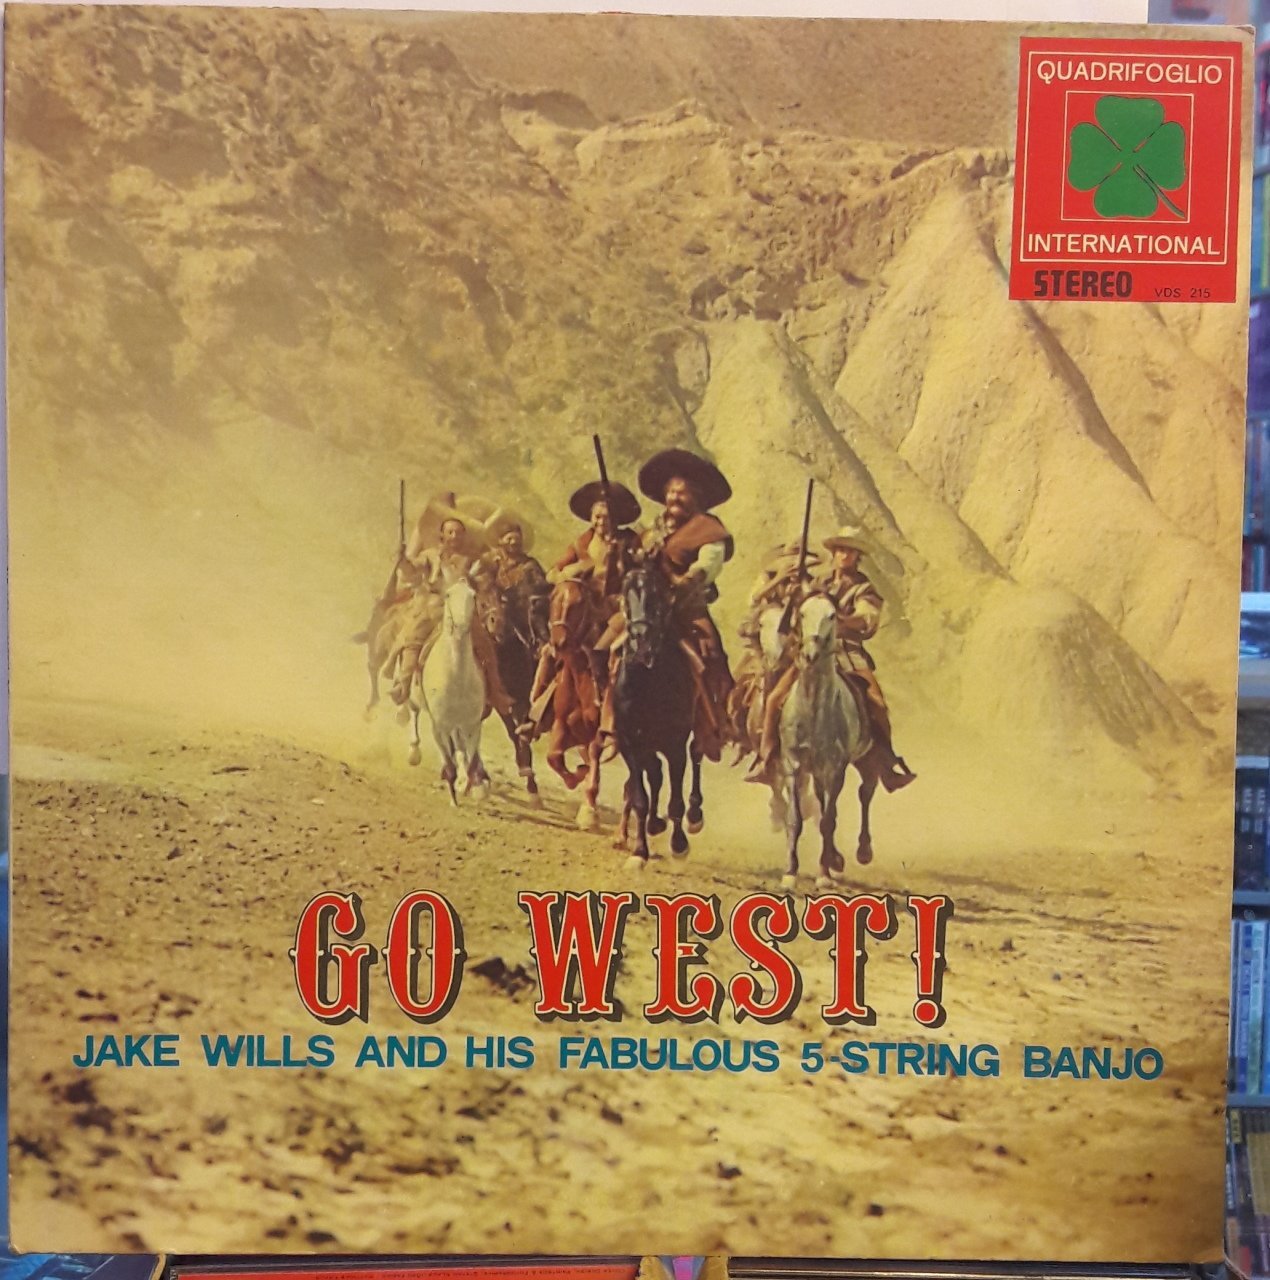 QUADRIFOGLIO
INTERNATIONAL
STEREO VDS 215
GO WEST!
JAKE WILLS AND HIS FABULOUS 5-STRING BANJO